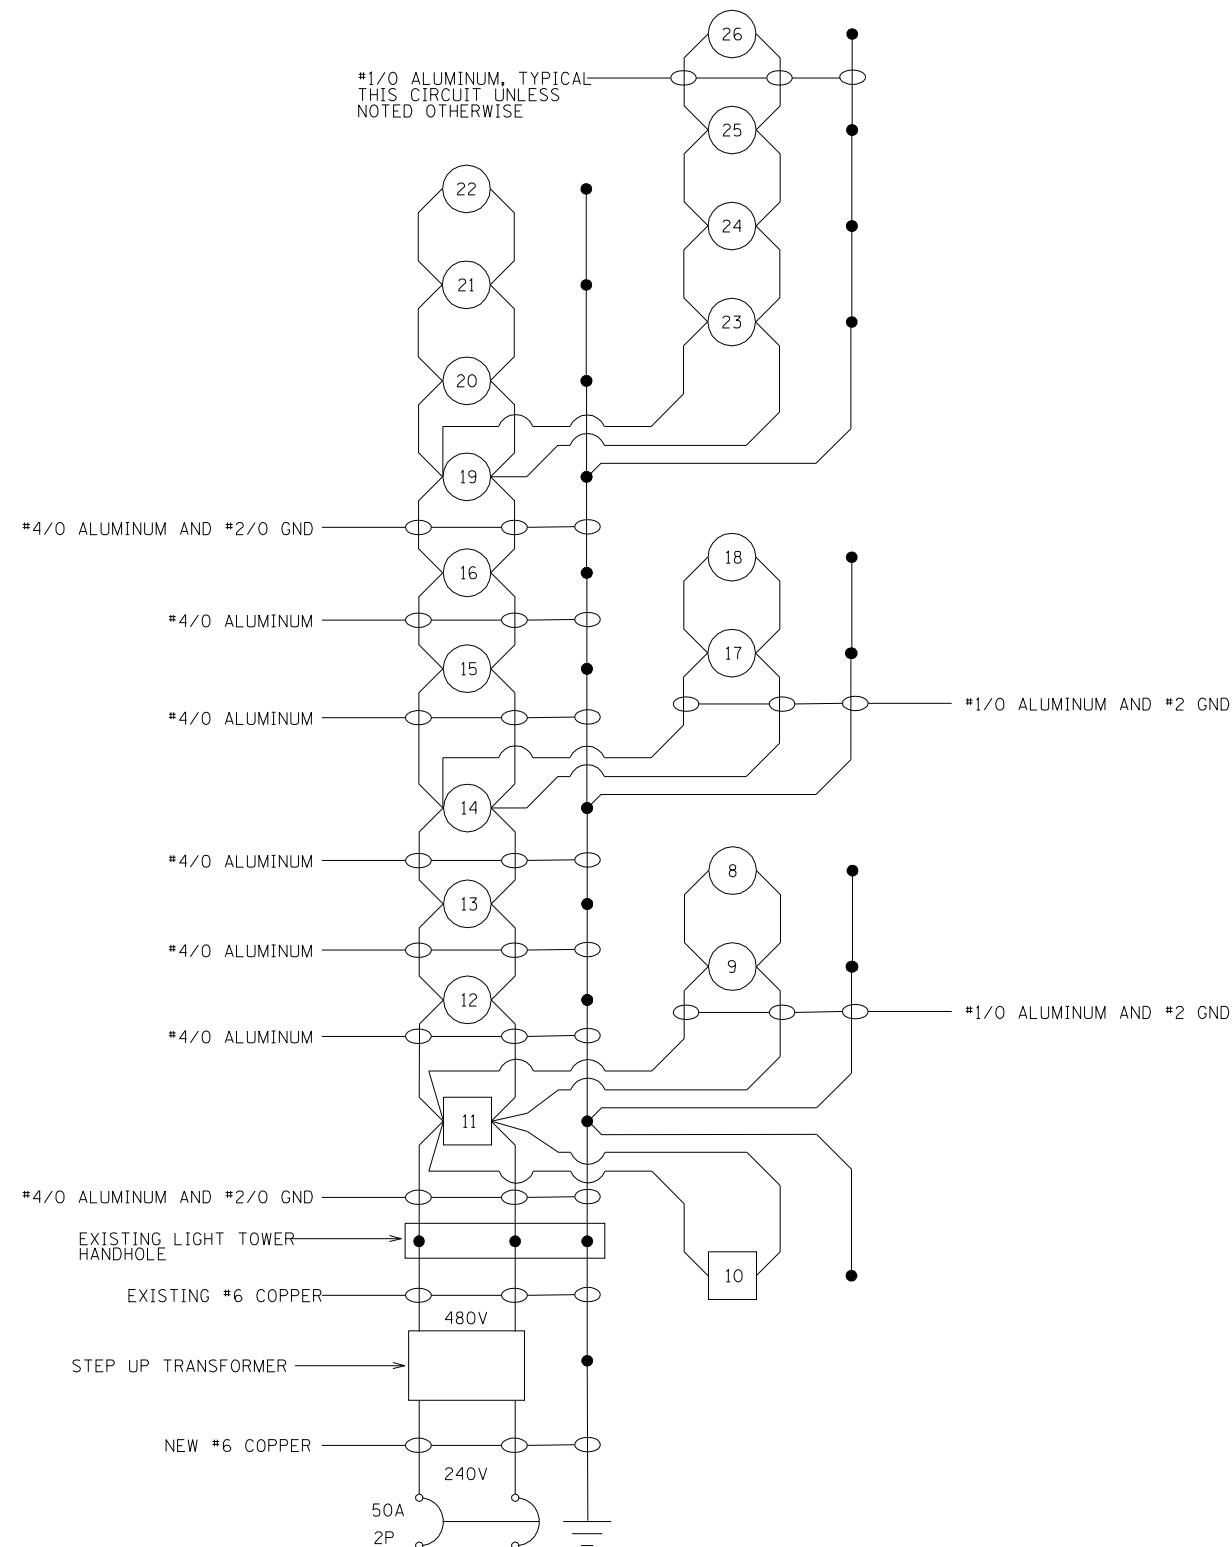 26
#1/0 ALUMINUM, TYPICAL
THIS CIRCUIT UNLESS
NOTED OTHERWISE
25
22
24
21
23
20
19
#4/0 ALUMINUM AND #2/0 GND
18
16
#4/0 ALUMINUM
17
15
#1/0 ALUMINUM AND #2 GND
#4/0 ALUMINUM
14
#4/0 ALUMINUM
8
13
#4/0 ALUMINUM
9
12
#1/0 ALUMINUM AND #2 GND
#4/0 ALUMINUM
11
#4/0 ALUMINUM AND #2/0 GND
EXISTING LIGHT TOWER
HANDHOLE
10
EXISTING #6 COPPER
480V
STEP UP TRANSFORMER
NEW #6 COPPER
240V
50A
2P